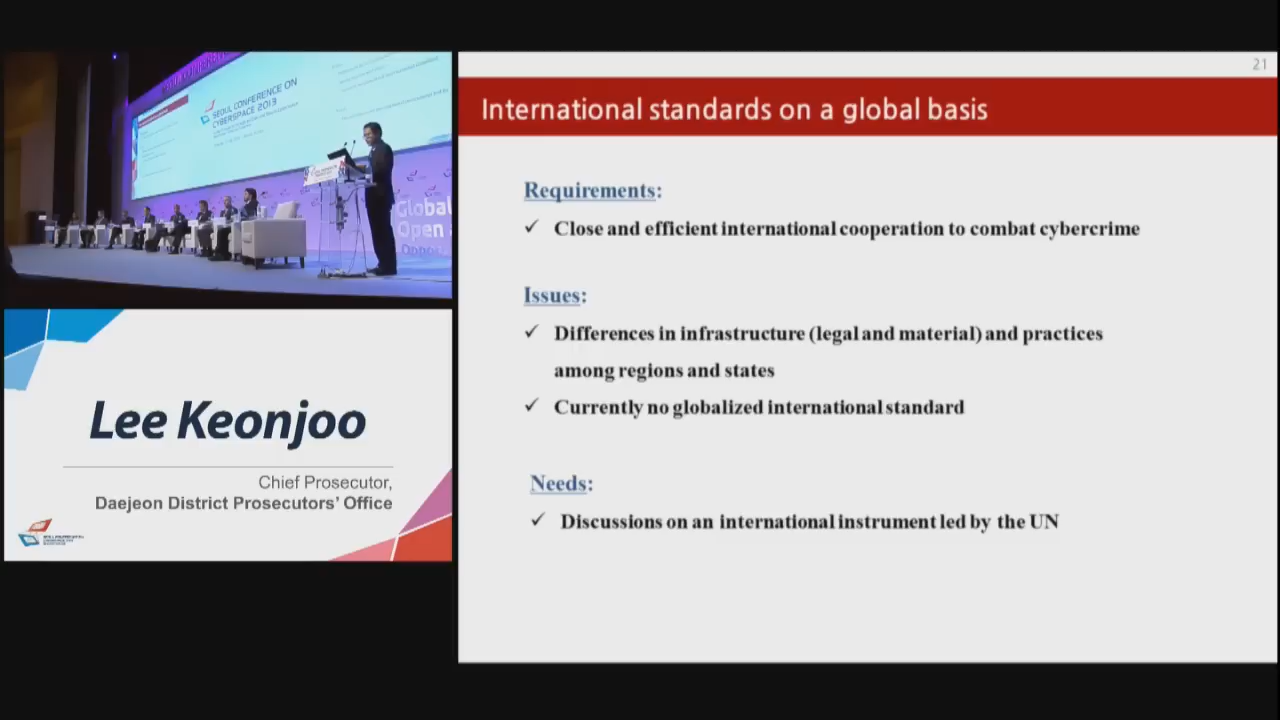 SEOUL CONFERENCE ON
CYBERSPACE 2013
Global
Open
Lee Keonjoo
Chief Prosecutor,
Daejeon District Prosecutors' Office
21
International standards on a global basis
Requirements:
✓ Close and efficient international cooperation to combat cybercrime
Issues:
✓ Differences in infrastructure (legal and material) and practices
among regions and states
✓ Currently no globalized international standard
Needs:
✓ Discussions on an international instrument led by the UN